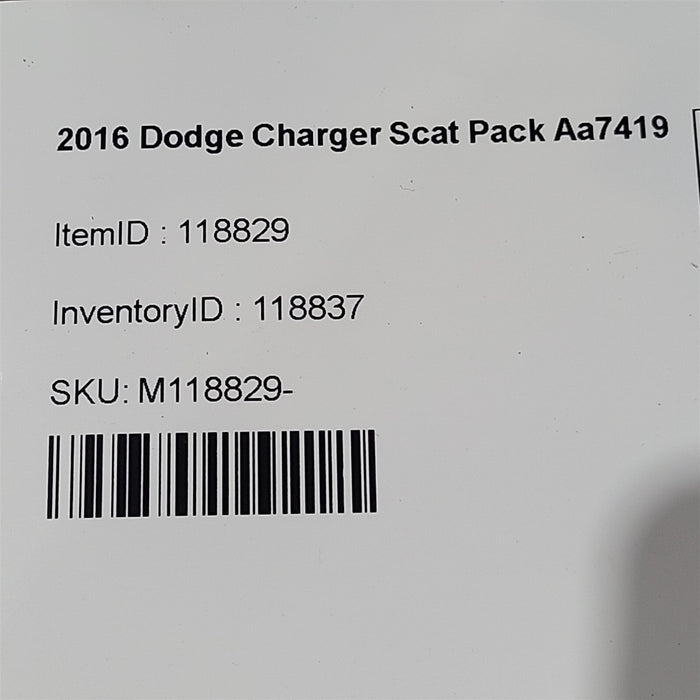 2016 Dodge Charger Scat Pack Aa7419
ItemID : 118829
InventoryID : 118837
SKU: M118829-